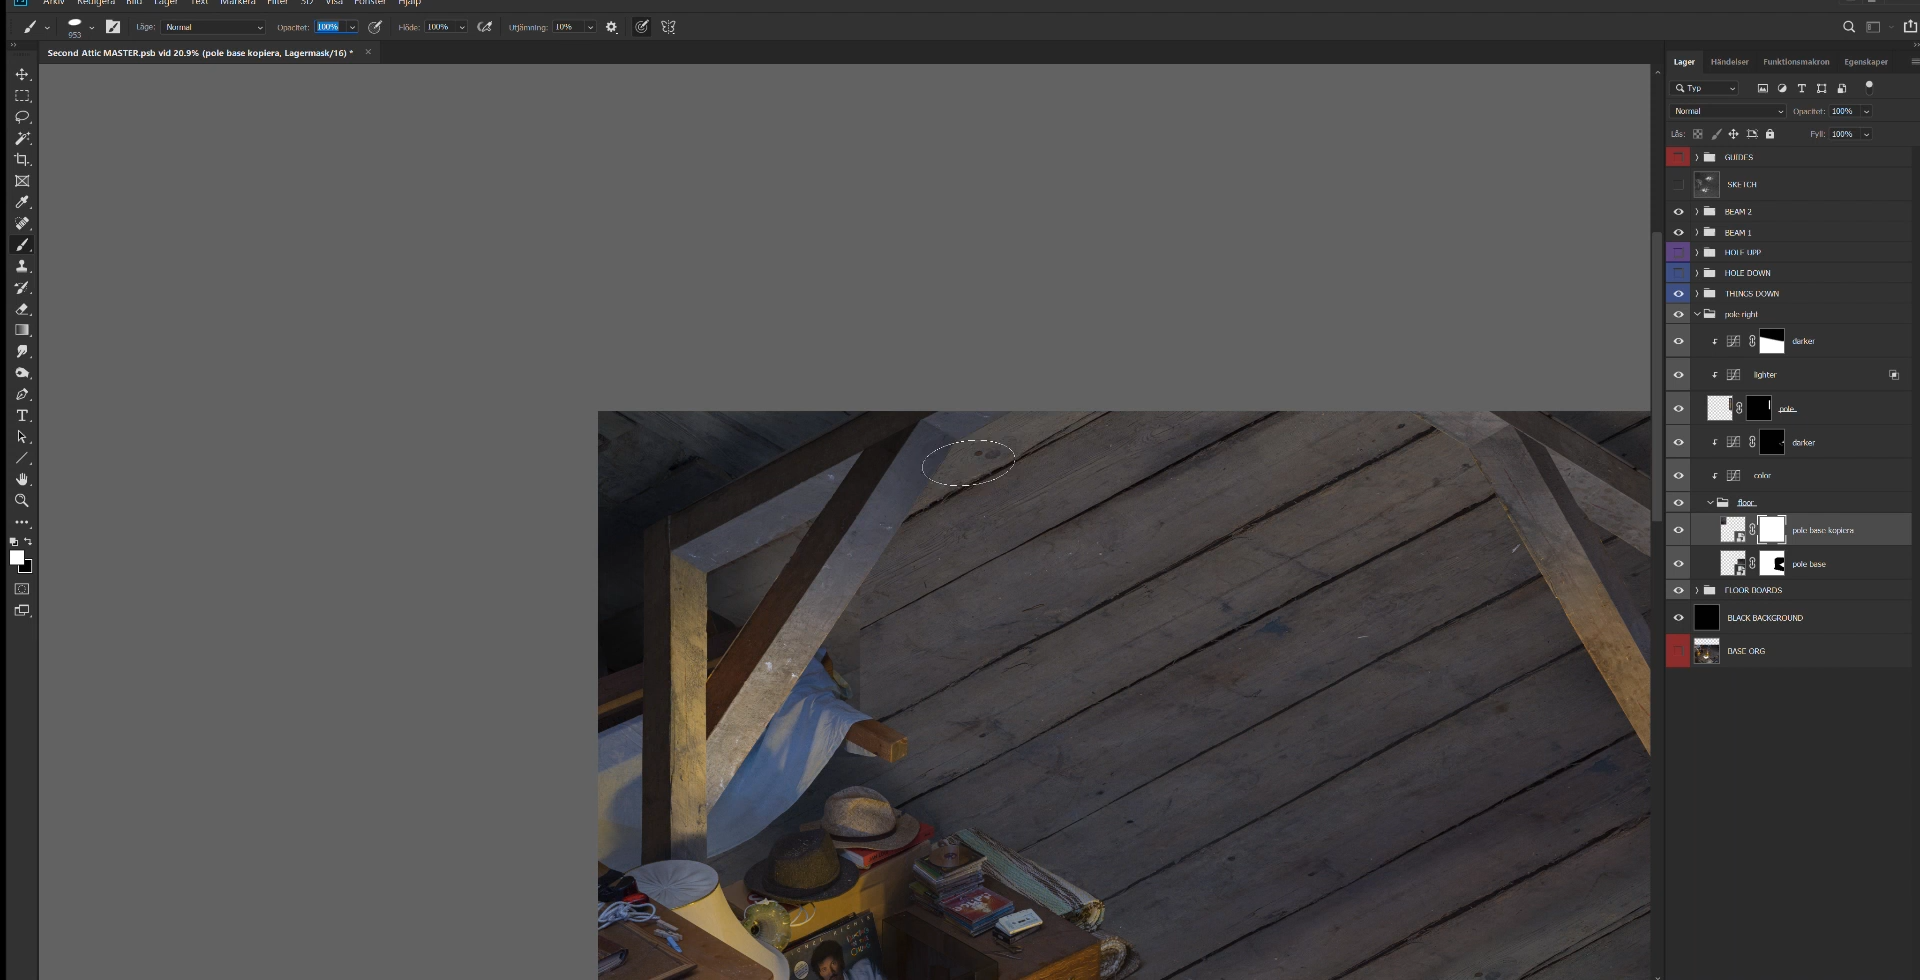 Arkiv Redigera Bild Lager Text Markera Filter 3D Visa Fönster Hjälp
953 Läge: Normal Opacitet: 100% Flöde: 100% Utjämning: 10%
Second Attic MASTER.psb vid 20.9% (pole base kopiera, Lagermask/16) *
Lager Händelser Funktionsmakron Egenskaper
Typ
Normal Opacitet: 100%
Lås: Fyll: 100%
GUIDES
SKETCH
BEAM 2
BEAM 1
HOLE UPP
HOLE DOWN
THINGS DOWN
pole right
darker
lighter
pole
darker
color
floor
pole base kopiera
pole base
FLOOR BOARDS
BLACK BACKGROUND
BASE ORG